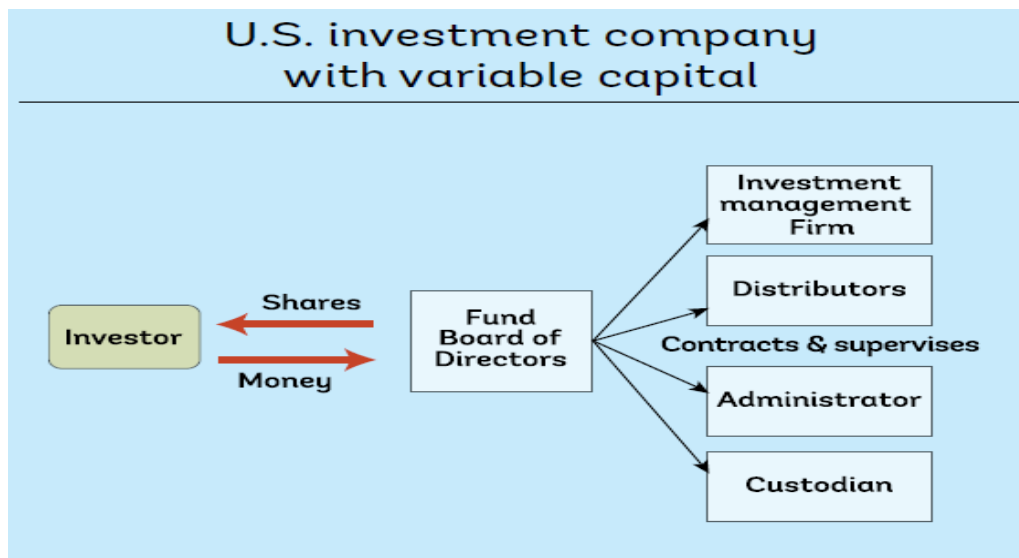 U.S. investment company
with variable capital
Investor
Shares
Money
Fund
Board of
Directors
Investment
management
Firm
Distributors
Contracts & supervises
Administrator
Custodian